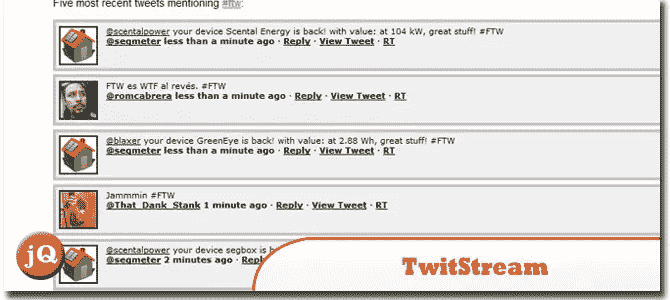 Five most recent tweets mentioning #ftw:
@scentalpower your device Scental Energy is back! with value: at 104 kW, great stuff! #FTW
@segmeter less than a minute ago · Reply · View Tweet · RT
FTW es WTF al revés. #FTW
@romcabrera less than a minute ago · Reply · View Tweet · RT
@blaxer your device GreenEye is back! with value: at 2.88 Wh, great stuff! #FTW
@segmeter less than a minute ago · Reply · View Tweet · RT
Jammmin #FTW
@That_Dank_Stank 1 minute ago · Reply · View Tweet · RT
@scentalpower your device segbox is
@segmeter 2 minutes ago ·
jQ
TwitStream